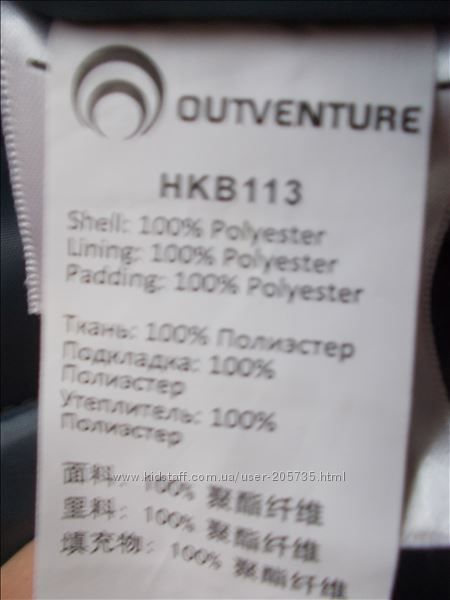 OUTVENTURE
HKB113
Shell: 100% Polyester
Lining: 100% Polyester
Padding: 100% Polyester
Ткань: 100% Полиэстер
Подкладка: 100%
Полиэстер
Утеплитель: 100%
Полиэстер
面料: 100% 聚酯纤维
www.kidstaff.com.ua/user-205735.html
里料: 100% 聚酯纤维
填充物: 100% 聚酯纤维